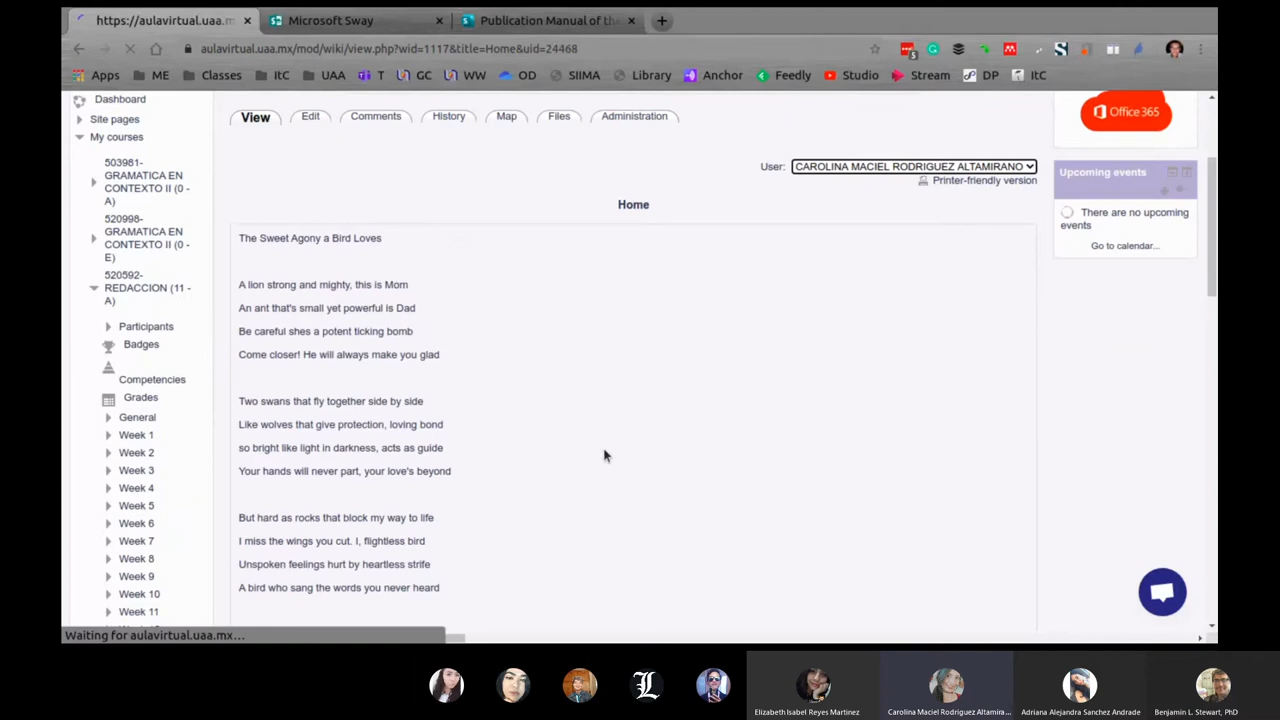 https://aulavirtual.uaa.m
Microsoft Sway
Publication Manual of th
aulavirtual.uaa.mx/mod/wiki/view.php?wid=1117&title=Home&uid=24468
5
Apps
ME
Classes
ItC
UAA
T
GC
WW
OD
SIIMA
Library
Anchor
Feedly
Studio
Stream
DP
ItC
Dashboard
Site pages
My courses
503981-
GRAMATICA EN
CONTEXTO II (0 -
A)
520998-
GRAMATICA EN
CONTEXTO II (0 -
E)
520592-
REDACCION (11 -
A)
Participants
Badges
Competencies
Grades
General
Week 1
Week 2
Week 3
Week 4
Week 5
Week 6
Week 7
Week 8
Week 9
Week 10
Week 11
View
Edit
Comments
History
Map
Files
Administration
User:
CAROLINA MACIEL RODRIGUEZ ALTAMIRANO
Printer-friendly version
Home
The Sweet Agony a Bird Loves
A lion strong and mighty, this is Mom
An ant that's small yet powerful is Dad
Be careful shes a potent ticking bomb
Come closer! He will always make you glad
Two swans that fly together side by side
Like wolves that give protection, loving bond
so bright like light in darkness, acts as guide
Your hands will never part, your love's beyond
But hard as rocks that block my way to life
I miss the wings you cut. I, flightless bird
Unspoken feelings hurt by heartless strife
A bird who sang the words you never heard
Office 365
Upcoming events
There are no upcoming
events
Go to calendar...
Waiting for aulavirtual.uaa.mx...
L
Elizabeth Isabel Reyes Martinez
Carolina Maciel Rodriguez Altamira...
Adriana Alejandra Sanchez Andrade
Benjamin L. Stewart, PhD